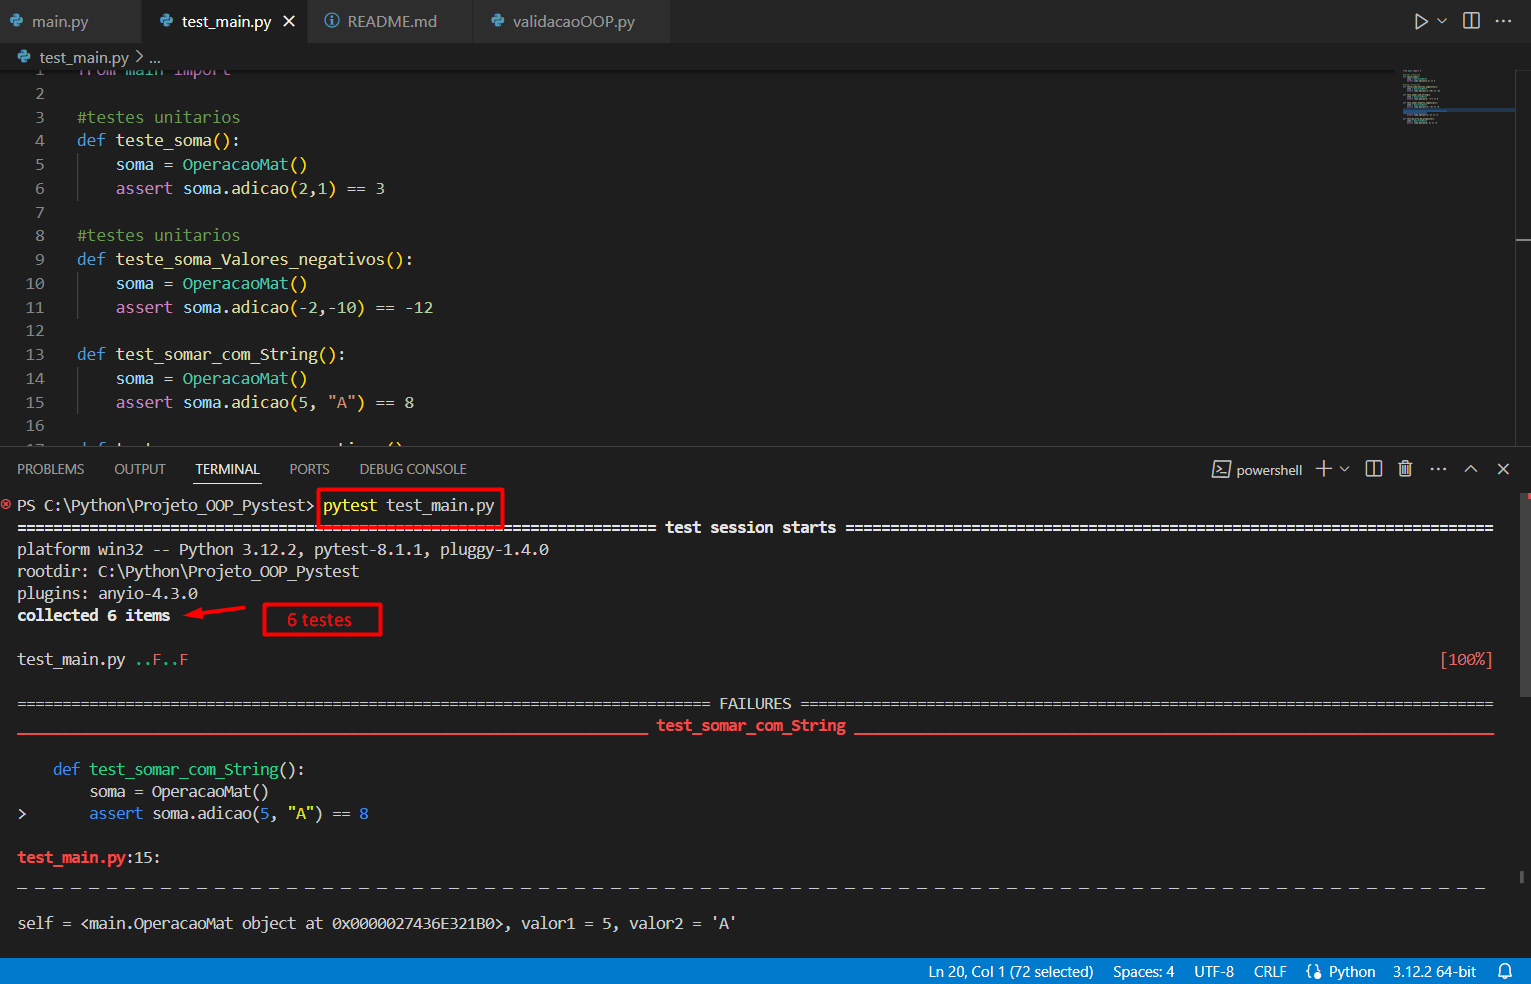 main.py test_main.py README.md validacaoOOP.py
test_main.py > ...
1 from main import
2
3 #testes unitarios
4 def teste_soma():
5 soma = OperacaoMat()
6 assert soma.adicao(2,1) == 3
7
8 #testes unitarios
9 def teste_soma_Valores_negativos():
10 soma = OperacaoMat()
11 assert soma.adicao(-2,-10) == -12
12
13 def test_somar_com_String():
14 soma = OperacaoMat()
15 assert soma.adicao(5, "A") == 8
16
PROBLEMS OUTPUT TERMINAL PORTS DEBUG CONSOLE powershell
PS C:\Python\Projeto_OOP_Pystest> pytest test_main.py
======================================================================= test session starts ========================================================================
platform win32 -- Python 3.12.2, pytest-8.1.1, pluggy-1.4.0
rootdir: C:\Python\Projeto_OOP_Pystest
plugins: anyio-4.3.0
collected 6 items
6 testes
test_main.py ..F..F [100%]
============================================================================= FAILURES =============================================================================
______________________________________________________________________ test_somar_com_String _______________________________________________________________________
def test_somar_com_String():
soma = OperacaoMat()
> assert soma.adicao(5, "A") == 8
test_main.py:15:
_ _ _ _ _ _ _ _ _ _ _ _ _ _ _ _ _ _ _ _ _ _ _ _ _ _ _ _ _ _ _ _ _ _ _ _ _ _ _ _ _ _ _ _ _ _ _ _ _ _ _ _ _ _ _ _ _ _ _ _ _ _ _ _ _ _ _ _ _ _ _ _ _ _ _ _ _ _ _ _ _ _
self = <main.OperacaoMat object at 0x0000027436E321B0>, valor1 = 5, valor2 = 'A'
Ln 20, Col 1 (72 selected) Spaces: 4 UTF-8 CRLF Python 3.12.2 64-bit